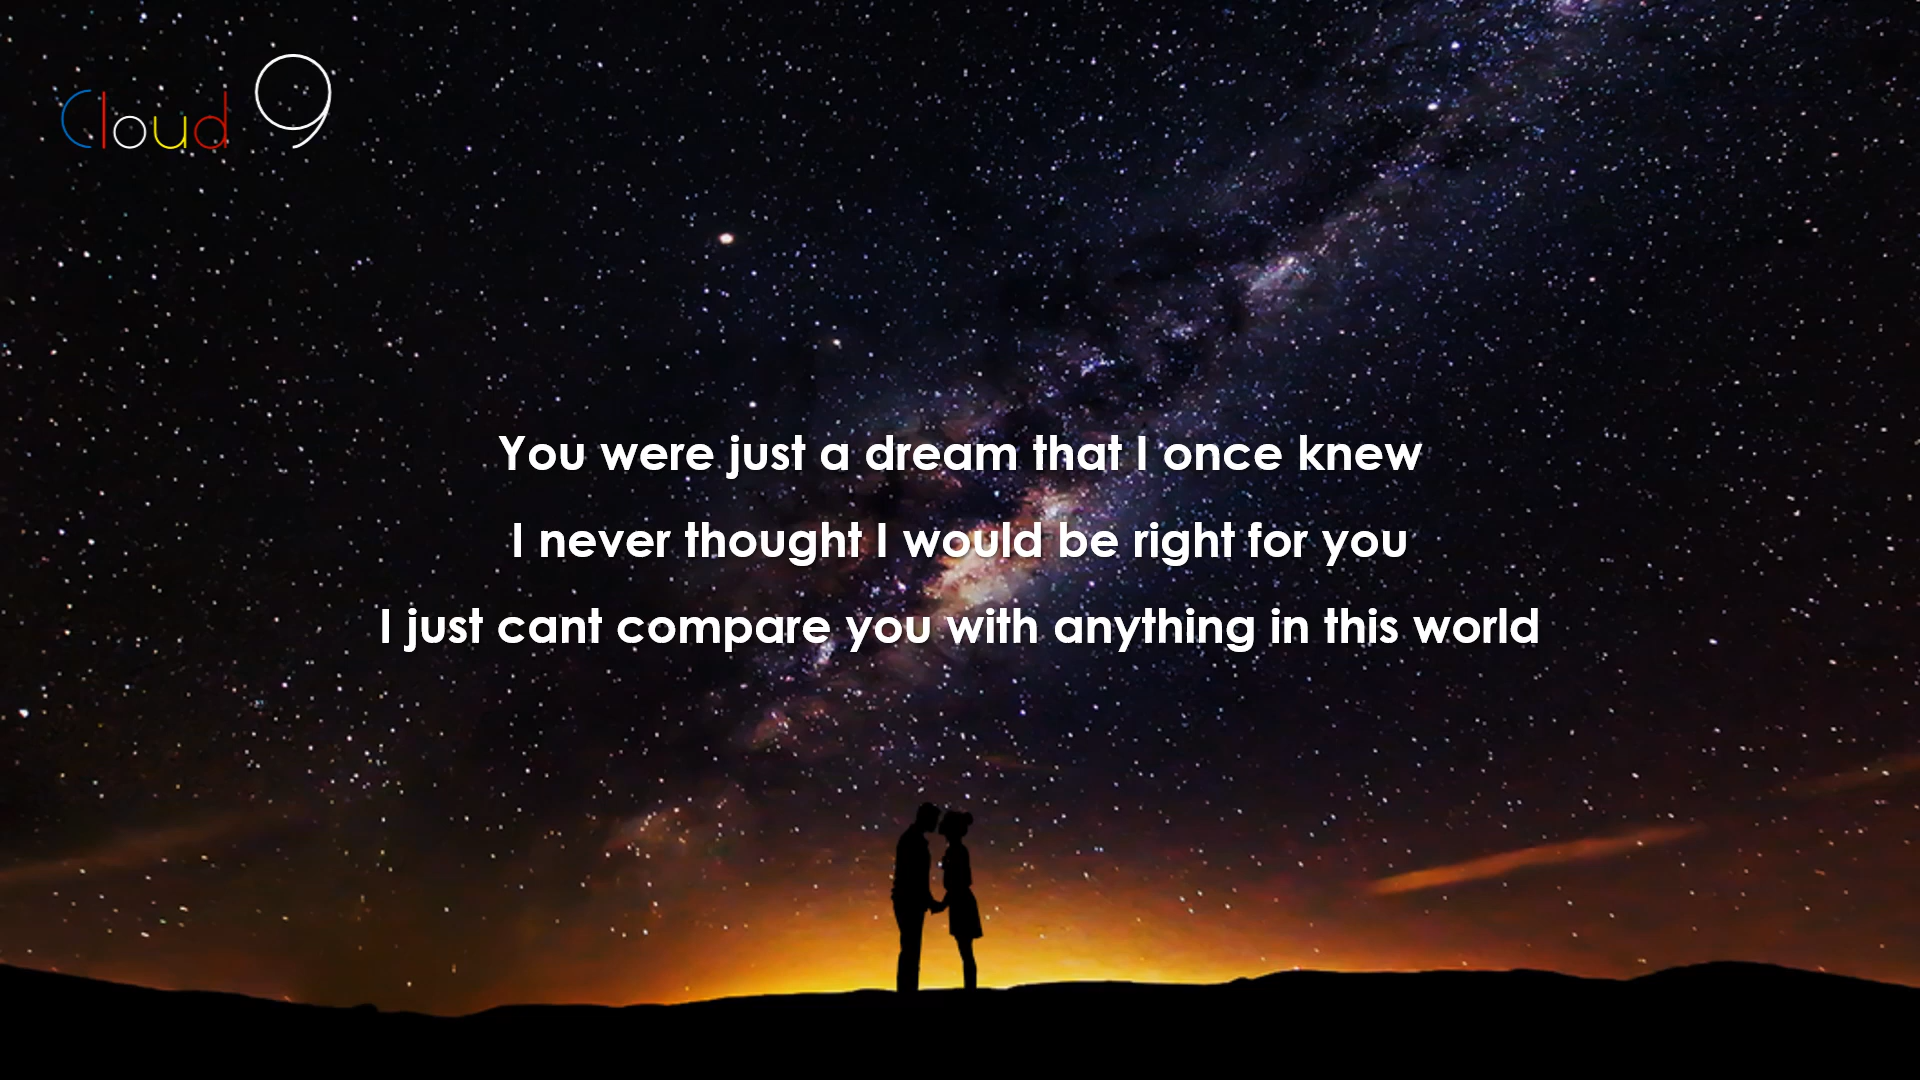 Cloud 9
You were just a dream that I once knew
I never thought I would be right for you
I just cant compare you with anything in this world